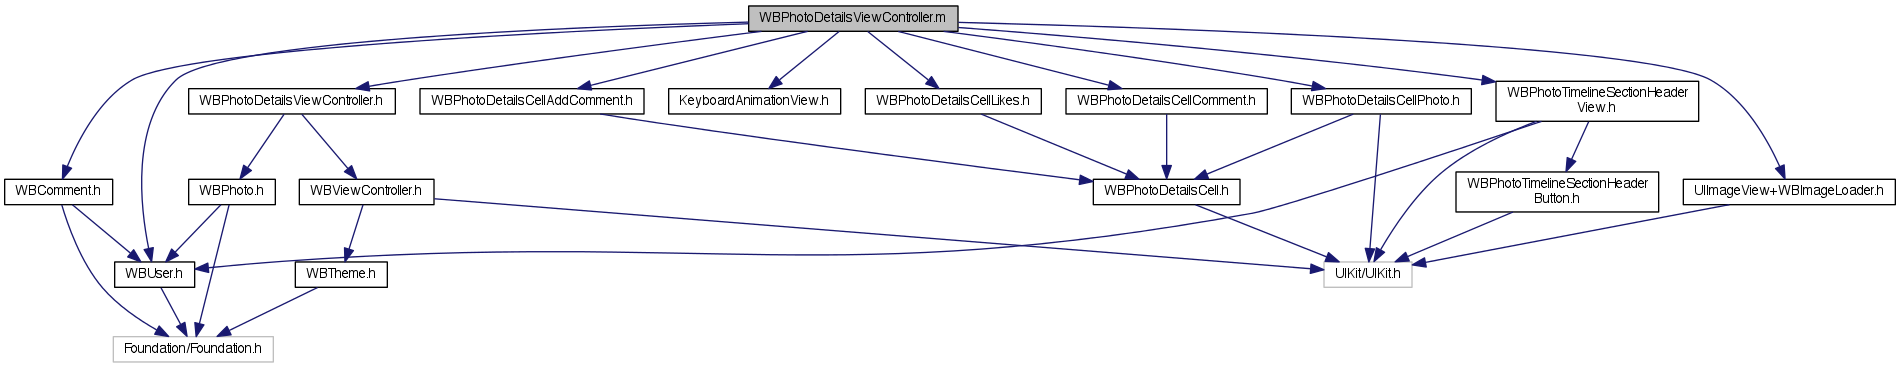 WBPhotoDetailsViewController.m
WBPhotoDetailsViewController.h
WBPhotoDetailsCellAddComment.h
KeyboardAnimationView.h
WBPhotoDetailsCellLikes.h
WBPhotoDetailsCellComment.h
WBPhotoDetailsCellPhoto.h
WBPhotoTimelineSectionHeader
View.h
WBComment.h
WBPhoto.h
WBViewController.h
WBPhotoDetailsCell.h
WBPhotoTimelineSectionHeader
Button.h
UIImageView+WBImageLoader.h
WBUser.h
WBTheme.h
UIKit/UIKit.h
Foundation/Foundation.h